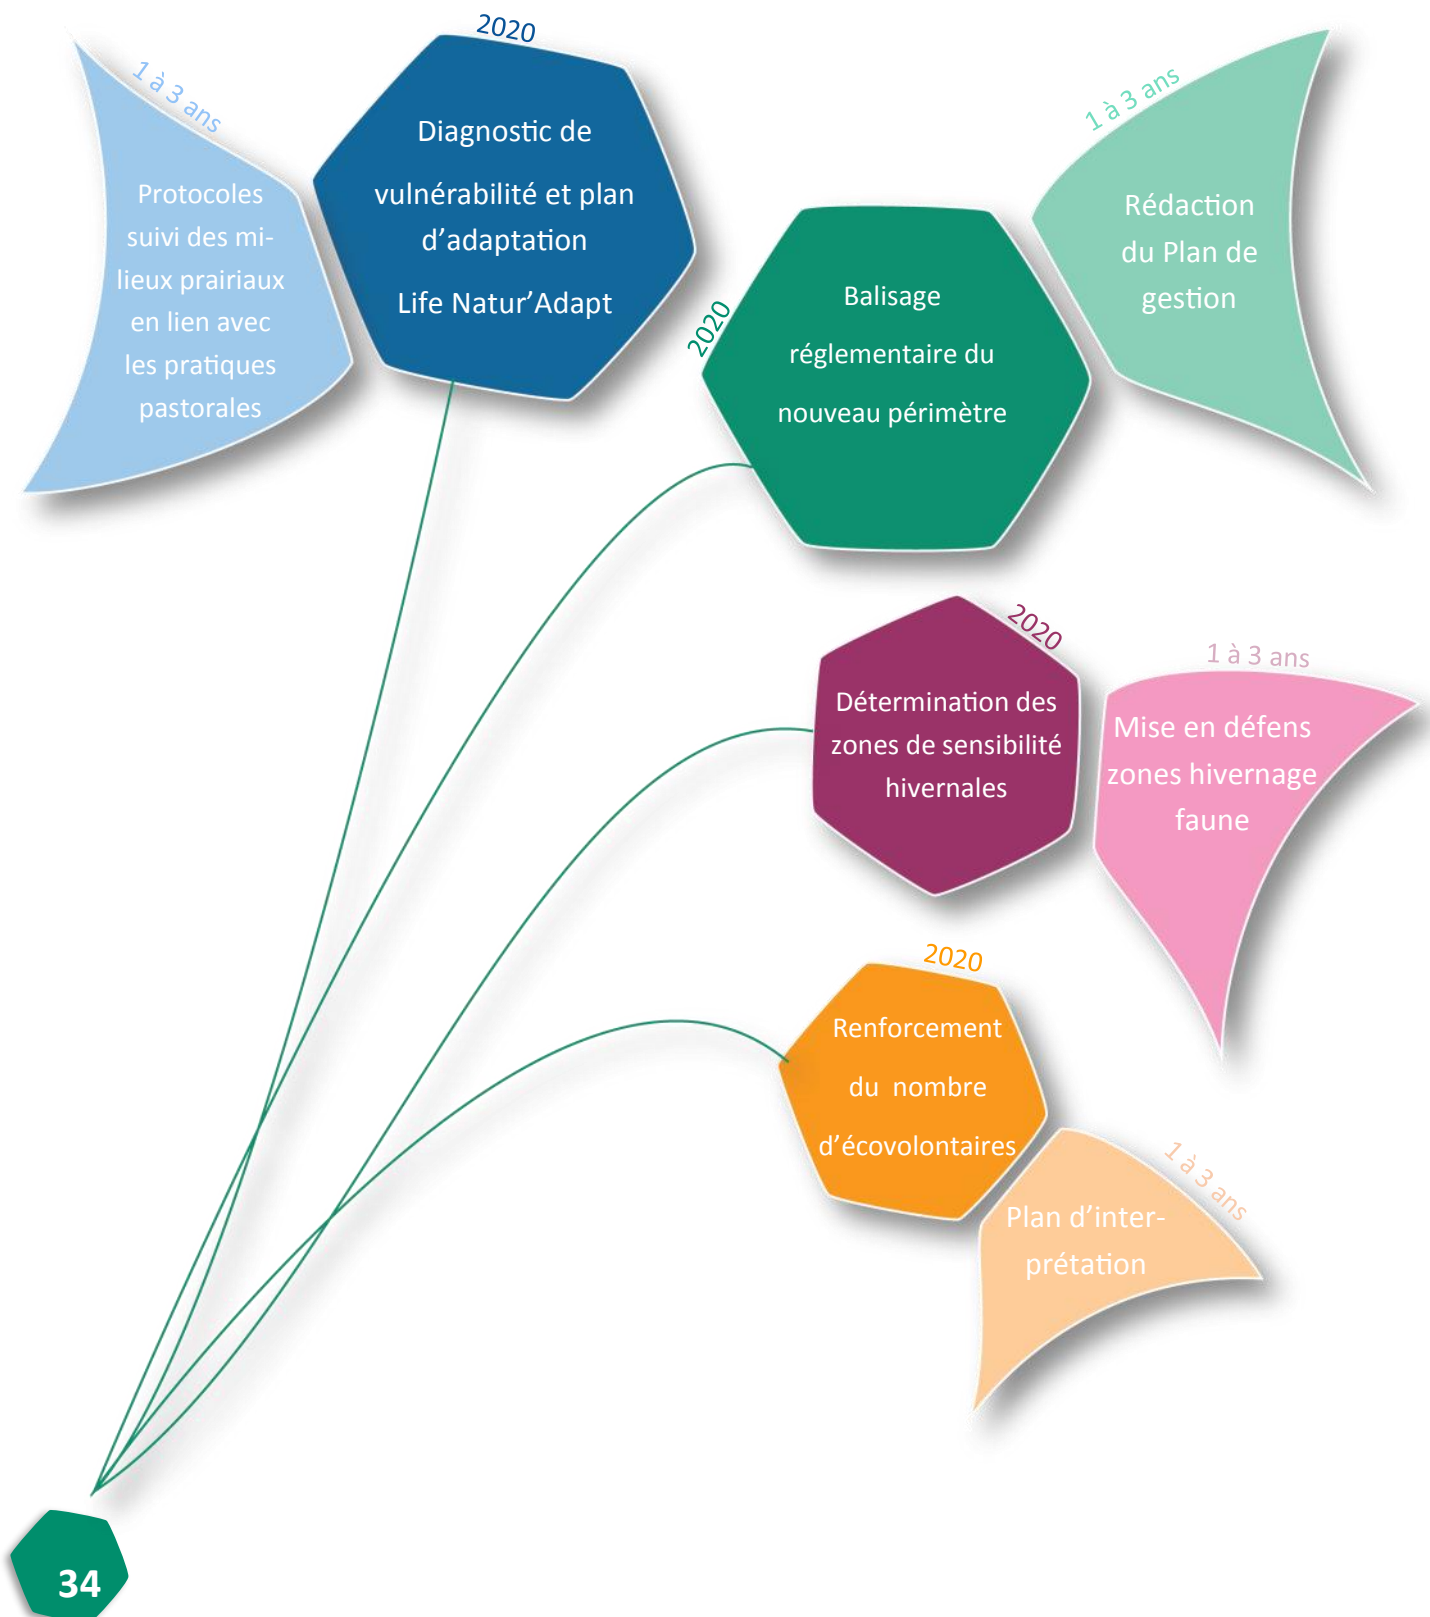 2020
1 à 3 ans
Diagnostic de
vulnérabilité et plan
d’adaptation
Life Natur’Adapt
Protocoles
suivi des mi-
lieux prairiaux
en lien avec
les pratiques
pastorales
2020
Balisage
réglementaire du
nouveau périmètre
1 à 3 ans
Rédaction
du Plan de
gestion
2020
Détermination des
zones de sensibilité
hivernales
1 à 3 ans
Mise en défens
zones hivernage
faune
2020
Renforcement
du nombre
d’écovolontaires
1 à 3 ans
Plan d’inter-
prétation
34